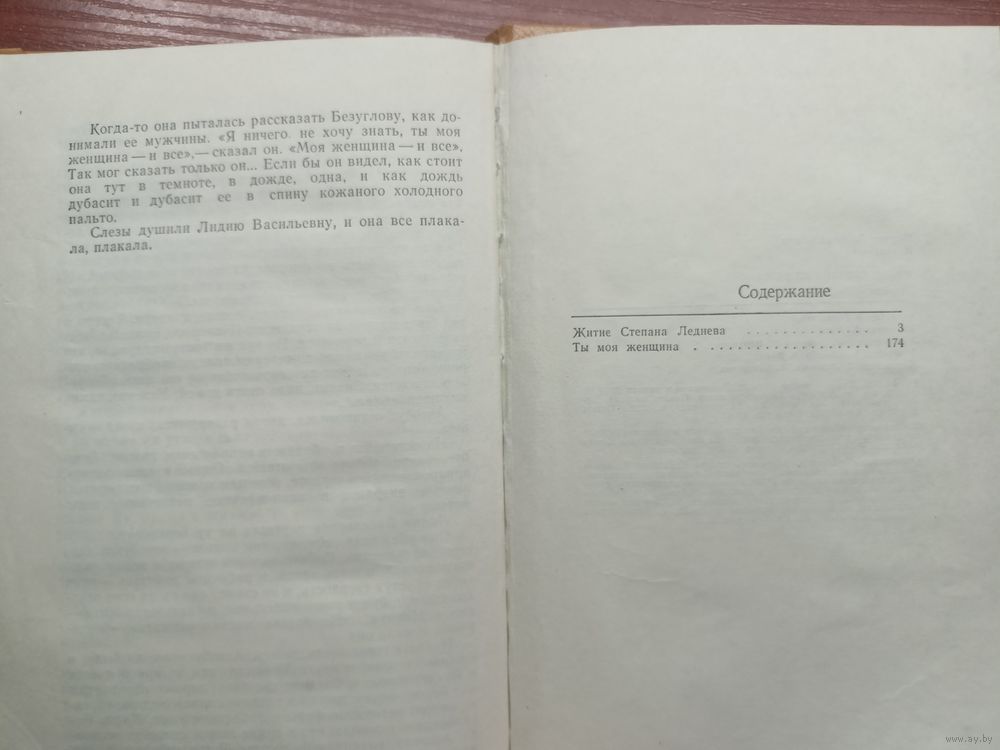 Когда-то она пыталась рассказать Безуглову, как до-
нимали ее мужчины. «Я ничего не хочу знать, ты моя
женщина — и все»,— сказал он. «Моя женщина — и все».
Так мог сказать только он... Если бы он видел, как стоит
она тут в темноте, в дожде, одна, и как дождь
дубасит и дубасит ее в спину кожаного холодного
пальто.
Слезы душили Лидию Васильевну, и она все плака-
ла, плакала.
Содержание
Житие Степана Леднева . . . . . . . . . . . . . . 3
Ты моя женщина . . . . . . . . . . . . . . . . . . 174
www.ay.by